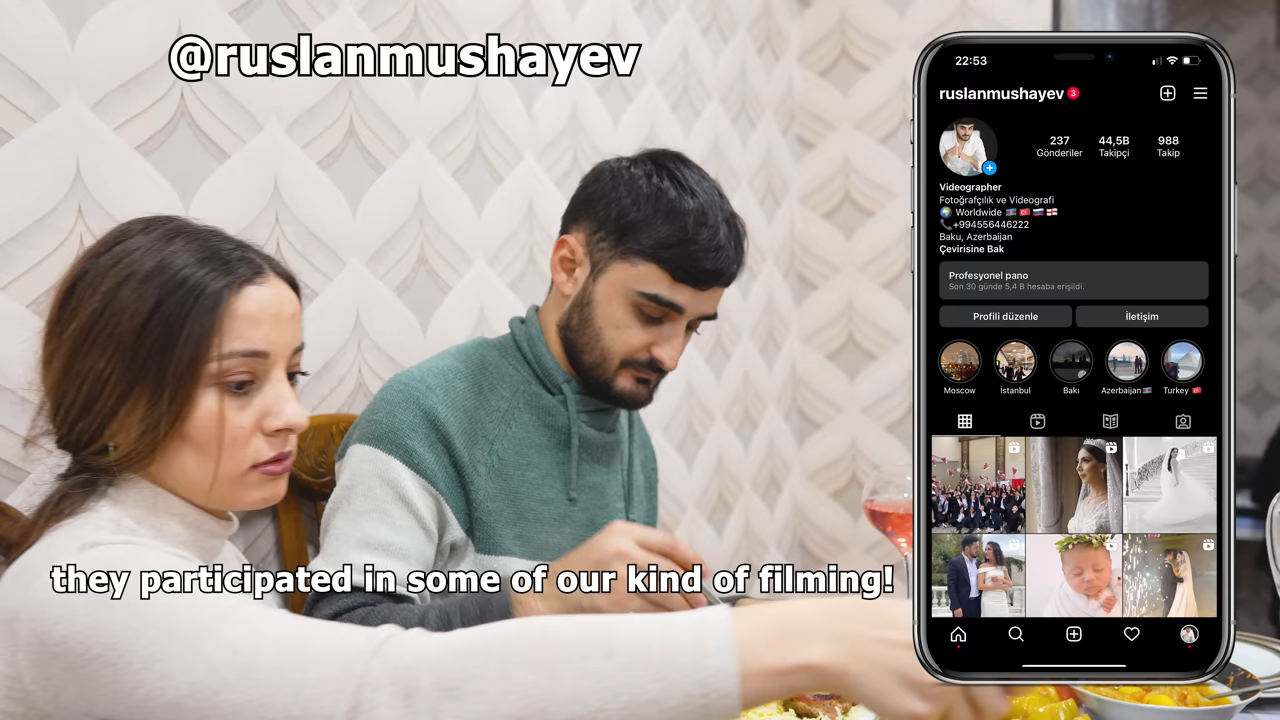 @ruslanmushayev
they participated in some of our kind of filming!
22:53
ruslanmushayev 3
237 44,5B 988
Gönderiler Takipçi Takip
Videographer
Fotoğrafçılık ve Videografi
🌍 Worldwide 🇦🇿 🇹🇷 🇷🇺 🇬🇪
📞+994556446222
Baku, Azerbaijan
Çevirisine Bak
Profesyonel pano
Son 30 günde 5,4 B hesaba erişildi.
Profili düzenle İletişim
Moscow İstanbul Bakı Azerbaijan🇦🇿 Turkey 🇹🇷